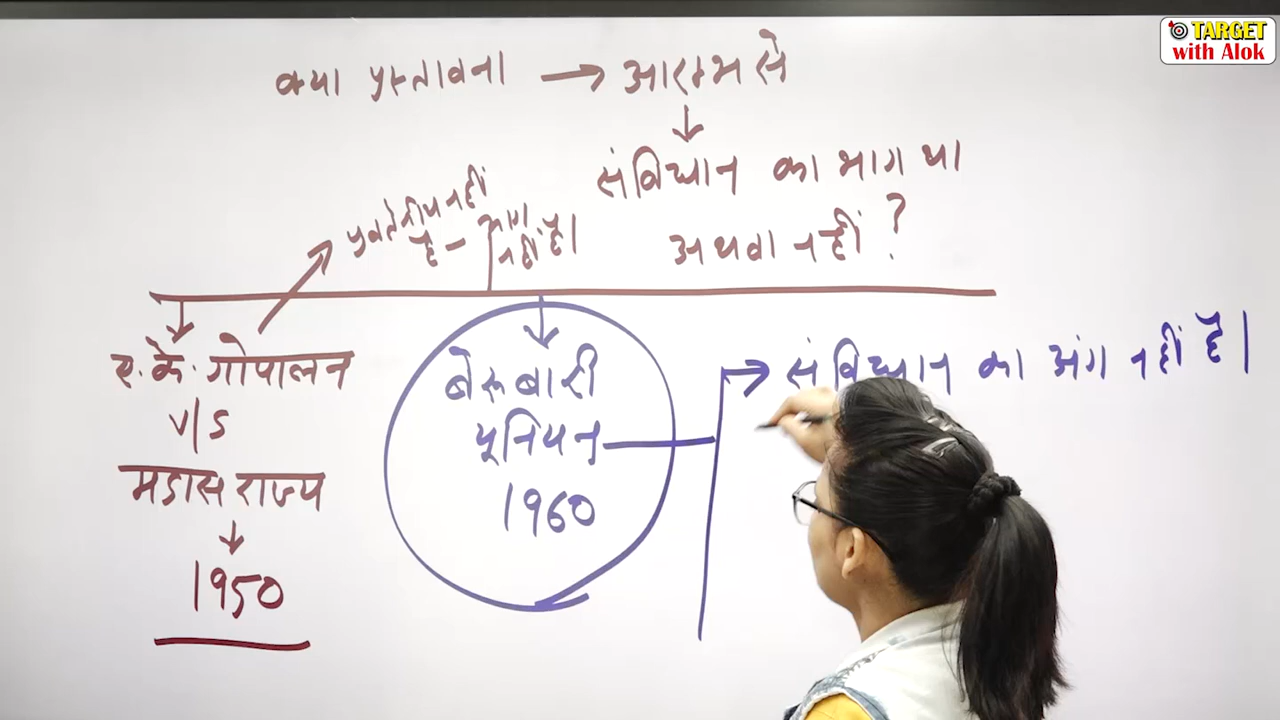 TARGET
with Alok
क्या प्रस्तावना → आरम्भ से
संविधान का भाग था
अथवा नहीं ?
प्रवर्तनीय नहीं
है – भाग
नहीं है।
ए. के. गोपालन
v/s
मद्रास राज्य
1950
बेरूबारी
यूनियन
1960
→ संविधान का अंग नहीं है।